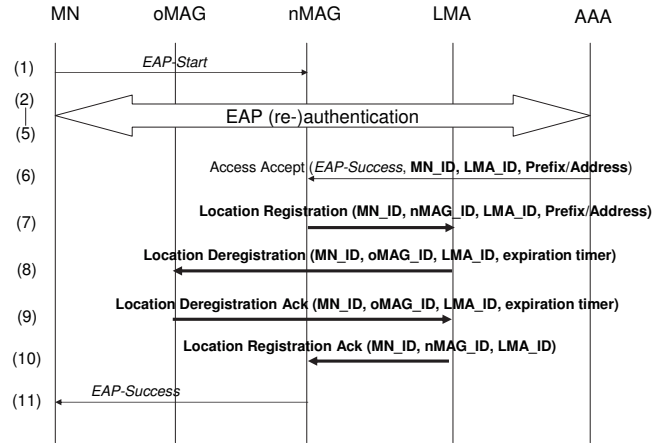 MN oMAG nMAG LMA AAA
(1) EAP-Start
(2)
EAP (re-)authentication
(5)
(6) Access Accept (EAP-Success, MN_ID, LMA_ID, Prefix/Address)
(7) Location Registration (MN_ID, nMAG_ID, LMA_ID, Prefix/Address)
(8) Location Deregistration (MN_ID, oMAG_ID, LMA_ID, expiration timer)
(9) Location Deregistration Ack (MN_ID, oMAG_ID, LMA_ID, expiration timer)
(10) Location Registration Ack (MN_ID, nMAG_ID, LMA_ID)
(11) EAP-Success